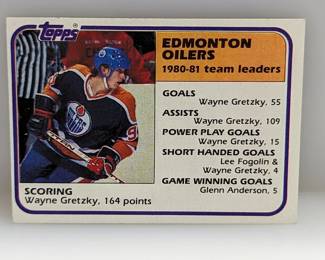 Topps
EDMONTON
OILERS
1980-81 team leaders
GOALS
Wayne Gretzky, 55
ASSISTS
Wayne Gretzky, 109
POWER PLAY GOALS
Wayne Gretzky, 15
SHORT HANDED GOALS
Lee Fogolin &
Wayne Gretzky, 4
GAME WINNING GOALS
Glenn Anderson, 5
SCORING
Wayne Gretzky, 164 points